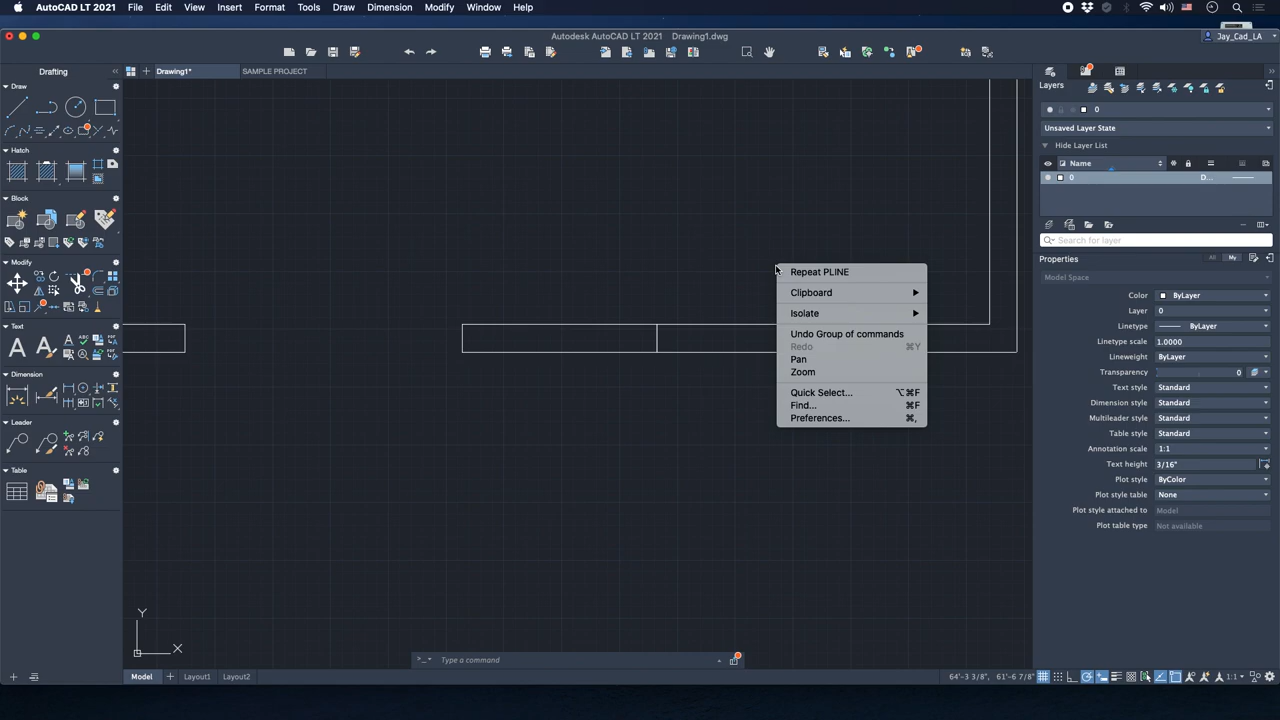 AutoCAD LT 2021 File Edit View Insert Format Tools Draw Dimension Modify Window Help
Autodesk AutoCAD LT 2021 Drawing1.dwg
Jay_Cad_LA
Drafting
Drawing1*
SAMPLE PROJECT
Draw
Hatch
Block
Modify
Text
Dimension
Leader
Table
Repeat PLINE
Clipboard
Isolate
Undo Group of commands
Redo ⌘Y
Pan
Zoom
Quick Select... ⌥⌘F
Find... ⌘F
Preferences... ⌘,
Y
X
>_ Type a command
Model
Layout1
Layout2
64'-3 3/8", 61'-6 7/8"
1:1
Layers
0
Unsaved Layer State
Hide Layer List
Name
0 D...
Search for layer
Properties
All
My
Model Space
Color ByLayer
Layer 0
Linetype ByLayer
Linetype scale 1.0000
Lineweight ByLayer
Transparency 0
Text style Standard
Dimension style Standard
Multileader style Standard
Table style Standard
Annotation scale 1:1
Text height 3/16"
Plot style ByColor
Plot style table None
Plot style attached to Model
Plot table type Not available